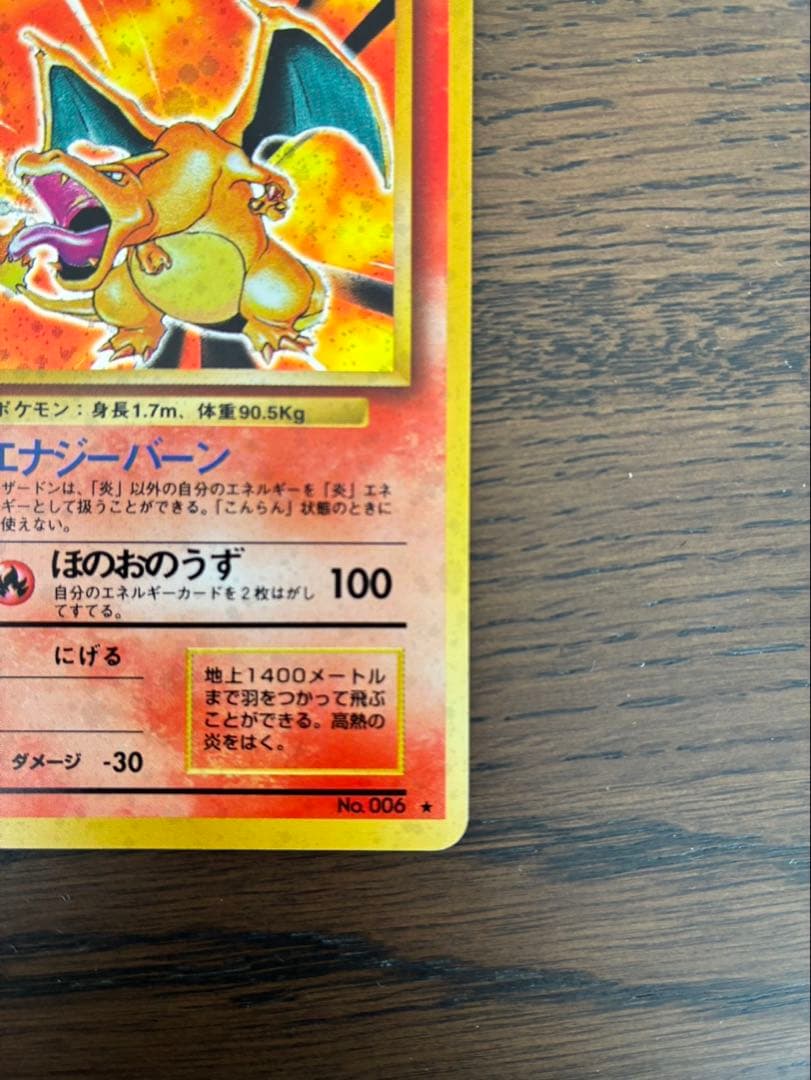 ポケモン：身長1.7m、体重90.5Kg
エナジーバーン
ザードンは、「炎」以外の自分のエネルギーを「炎」エネ
ギーとして扱うことができる。「こんらん」状態のときに
使えない。
ほのおのうず 100
自分のエネルギーカードを２枚はがし
てすてる。
にげる
地上1400メートル
まで羽をつかって飛ぶ
ことができる。高熱の
炎をはく。
ダメージ -30
No.006 ★